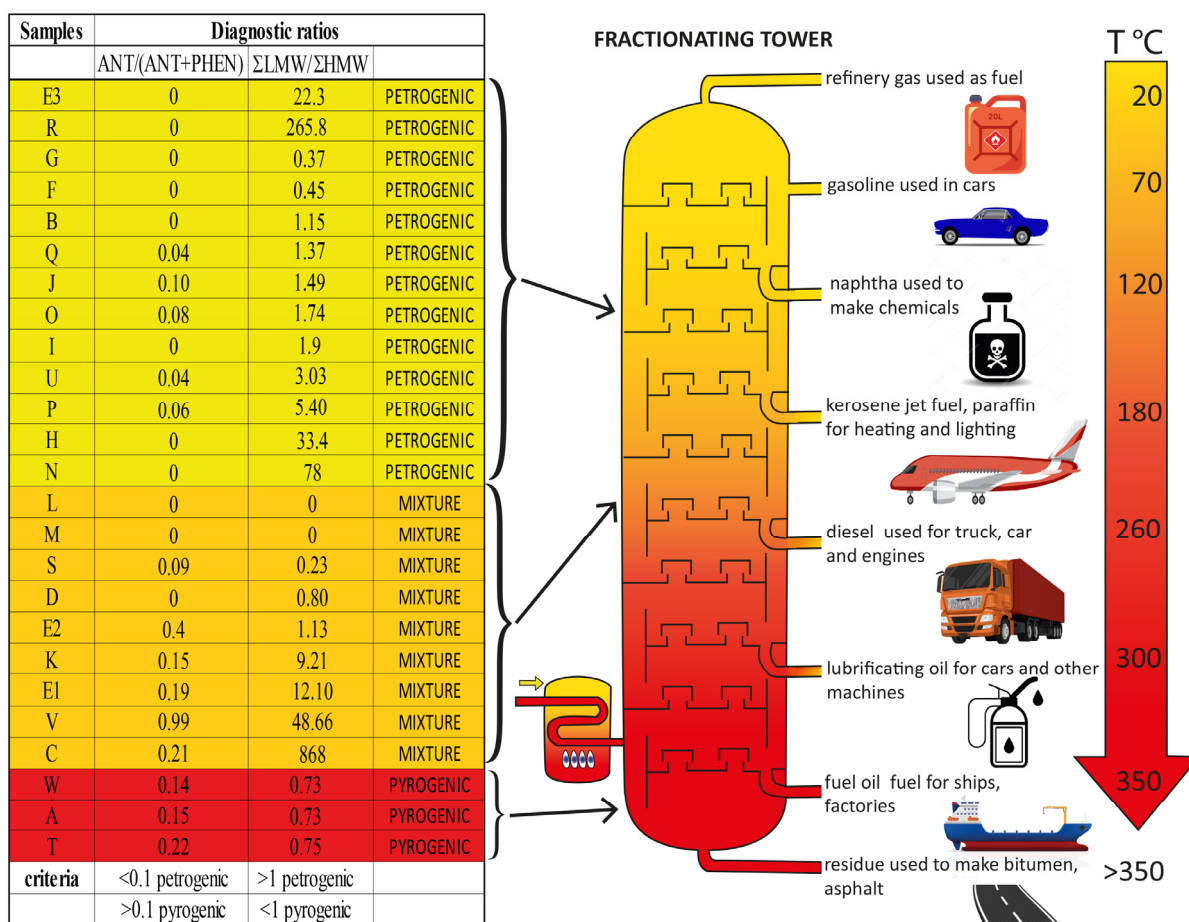 Samples Diagnostic ratios
ANT/(ANT+PHEN) ΣLMW/ΣHMW
E3 0 22.3 PETROGENIC
R 0 265.8 PETROGENIC
G 0 0.37 PETROGENIC
F 0 0.45 PETROGENIC
B 0 1.15 PETROGENIC
Q 0.04 1.37 PETROGENIC
J 0.10 1.49 PETROGENIC
O 0.08 1.74 PETROGENIC
I 0 1.9 PETROGENIC
U 0.04 3.03 PETROGENIC
P 0.06 5.40 PETROGENIC
H 0 33.4 PETROGENIC
N 0 78 PETROGENIC
L 0 0 MIXTURE
M 0 0 MIXTURE
S 0.09 0.23 MIXTURE
D 0 0.80 MIXTURE
E2 0.4 1.13 MIXTURE
K 0.15 9.21 MIXTURE
E1 0.19 12.10 MIXTURE
V 0.99 48.66 MIXTURE
C 0.21 868 MIXTURE
W 0.14 0.73 PYROGENIC
A 0.15 0.73 PYROGENIC
T 0.22 0.75 PYROGENIC
criteria <0.1 petrogenic >1 petrogenic
>0.1 pyrogenic <1 pyrogenic
FRACTIONATING TOWER
refinery gas used as fuel
20L
gasoline used in cars
naphtha used to
make chemicals
kerosene jet fuel, paraffin
for heating and lighting
diesel used for truck, car
and engines
lubrificating oil for cars and other
machines
fuel oil fuel for ships,
factories
residue used to make bitumen,
asphalt
T °C
20
70
120
180
260
300
350
>350